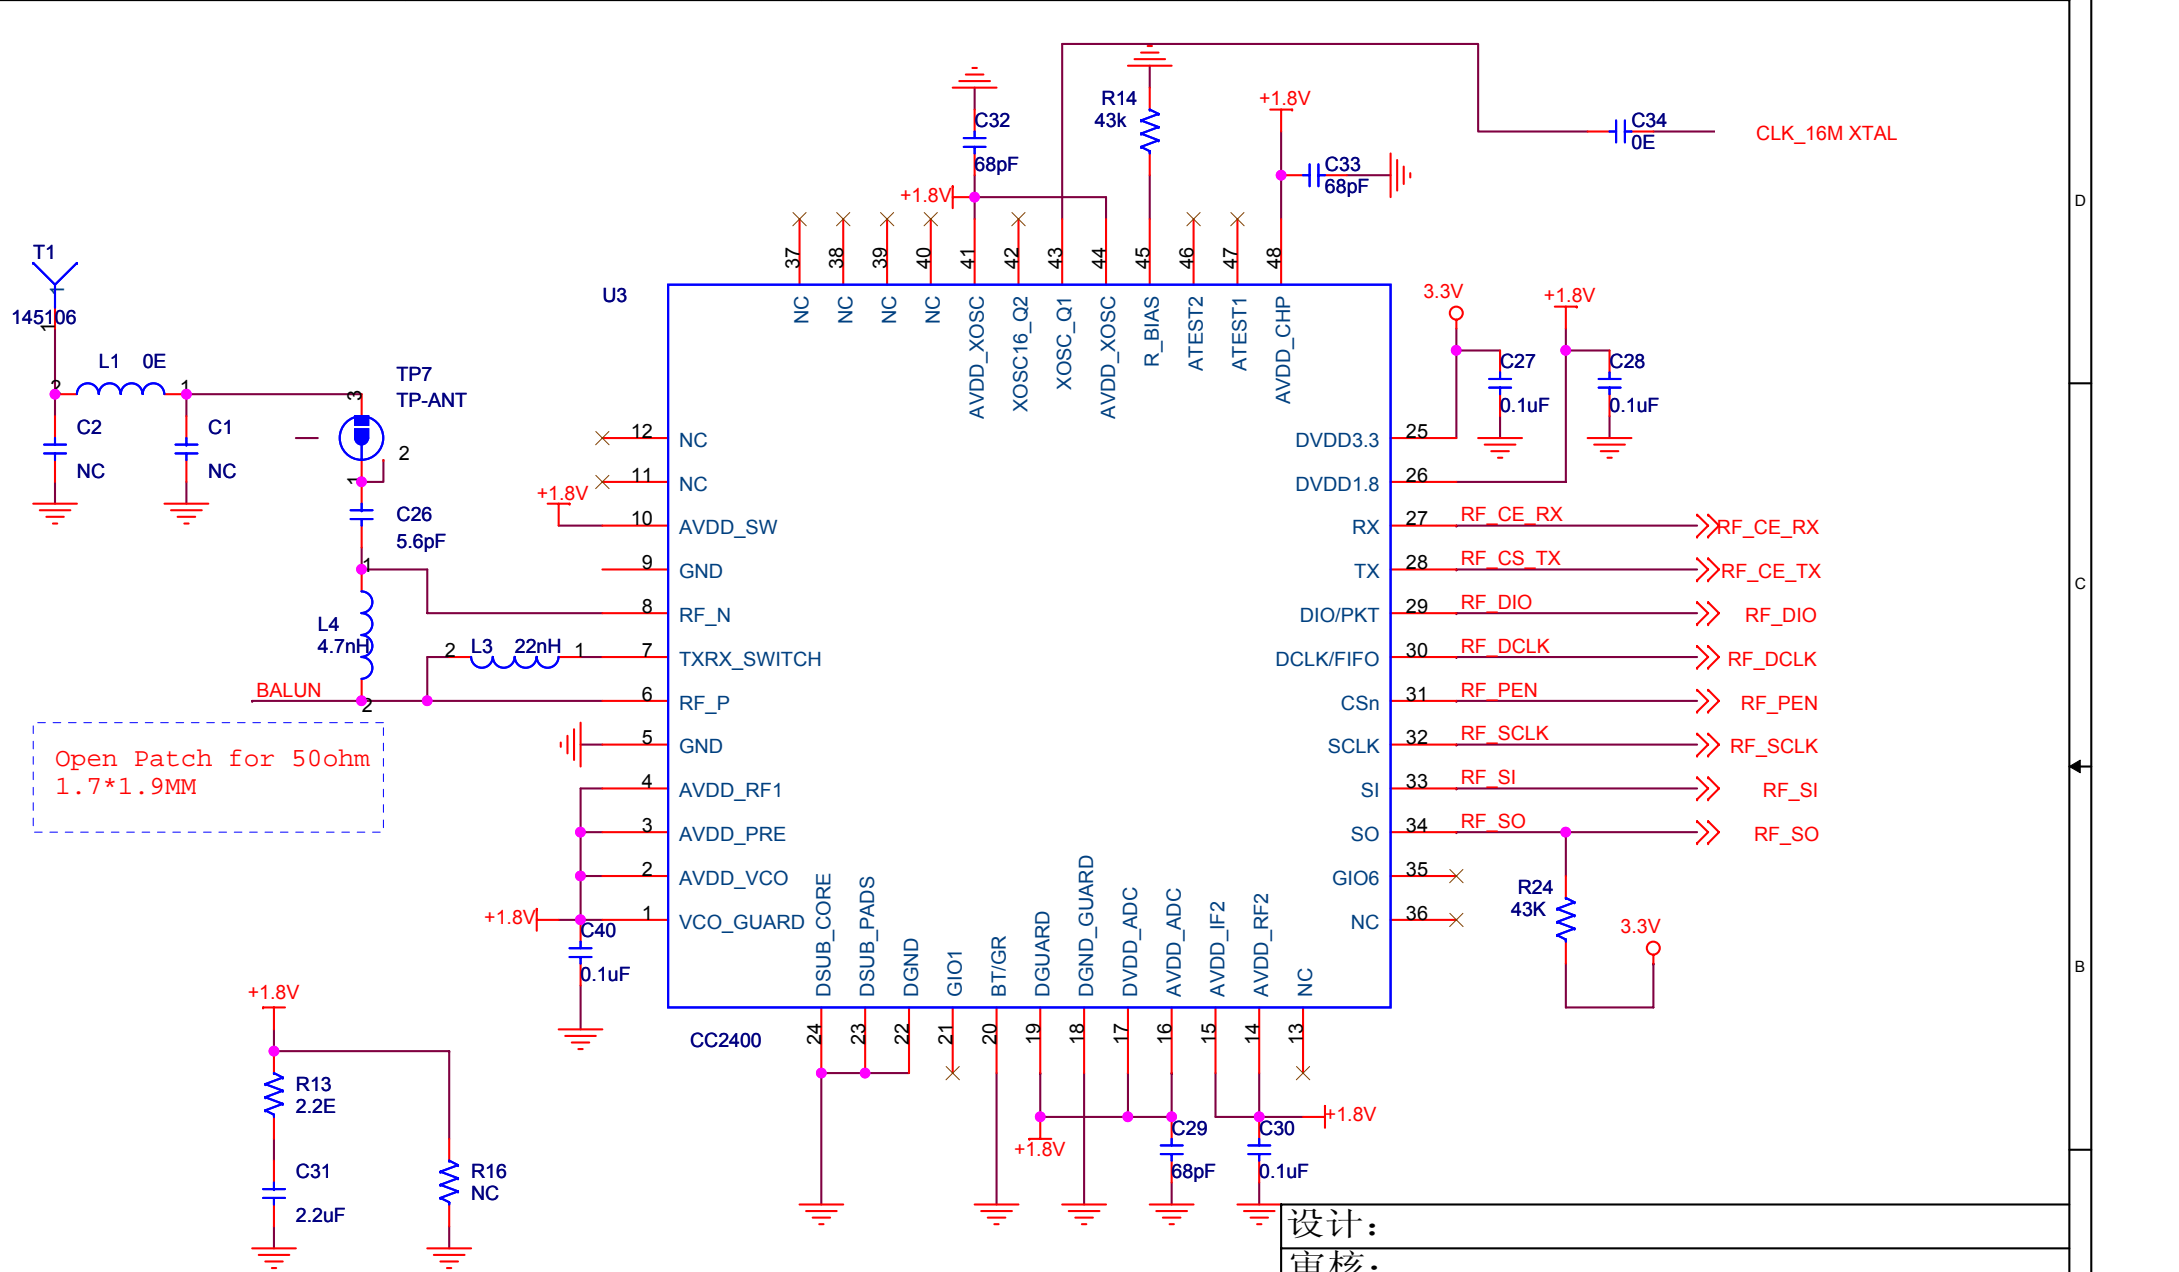 R14
43k
+1.8V
C32
68pF
C34
0E
CLK_16M XTAL
C33
68pF
+1.8V
37
38
39
40
41
42
43
44
45
46
47
48
T1
1
145106
1
U3
NC
NC
NC
NC
AVDD_XOSC
XOSC16_Q2
XOSC_Q1
AVDD_XOSC
R_BIAS
ATEST2
ATEST1
AVDD_CHP
3.3V
+1.8V
C27
0.1uF
C28
0.1uF
L1 0E
2
1
3
TP7
TP-ANT
C2
NC
C1
NC
2
1
C26
5.6pF
1
L4
4.7nH
2
L3 22nH
2
1
BALUN
+1.8V
12 NC
11 NC
10 AVDD_SW
9 GND
8 RF_N
7 TXRX_SWITCH
6 RF_P
5 GND
4 AVDD_RF1
3 AVDD_PRE
2 AVDD_VCO
1 VCO_GUARD
DVDD3.3 25
DVDD1.8 26
RX 27 RF_CE_RX RF_CE_RX
TX 28 RF_CS_TX RF_CE_TX
DIO/PKT 29 RF_DIO RF_DIO
DCLK/FIFO 30 RF_DCLK RF_DCLK
CSn 31 RF_PEN RF_PEN
SCLK 32 RF_SCLK RF_SCLK
SI 33 RF_SI RF_SI
SO 34 RF_SO RF_SO
GIO6 35
NC 36
Open Patch for 50ohm
1.7*1.9MM
R24
43K
3.3V
+1.8V
C40
0.1uF
DSUB_CORE
DSUB_PADS
DGND
GIO1
BT/GR
DGUARD
DGND_GUARD
DVDD_ADC
AVDD_ADC
AVDD_IF2
AVDD_RF2
NC
CC2400
24
23
22
21
20
19
18
17
16
15
14
13
+1.8V
R13
2.2E
C31
2.2uF
R16
NC
+1.8V
C29
68pF
C30
0.1uF
+1.8V
D
C
B
设计:
审核: